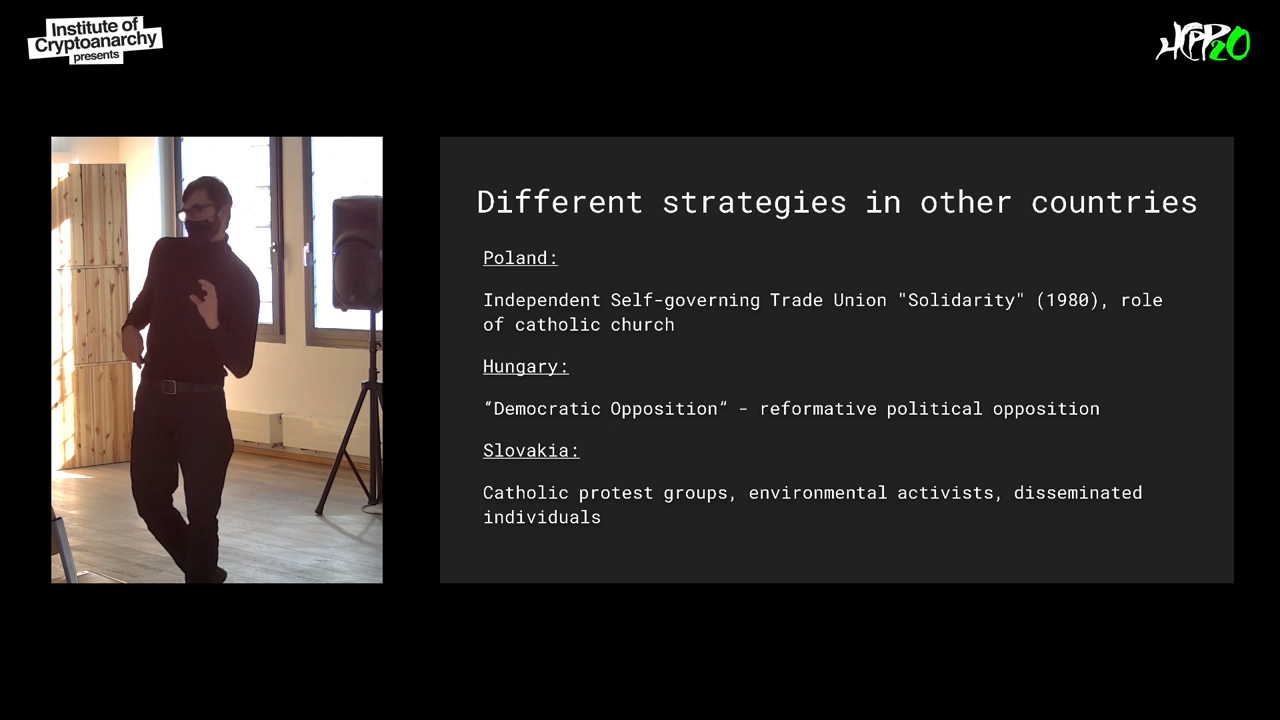 Institute of
Cryptoanarchy
presents
HCPP20
Different strategies in other countries
Poland:
Independent Self-governing Trade Union "Solidarity" (1980), role
of catholic church
Hungary:
“Democratic Opposition” - reformative political opposition
Slovakia:
Catholic protest groups, environmental activists, disseminated
individuals